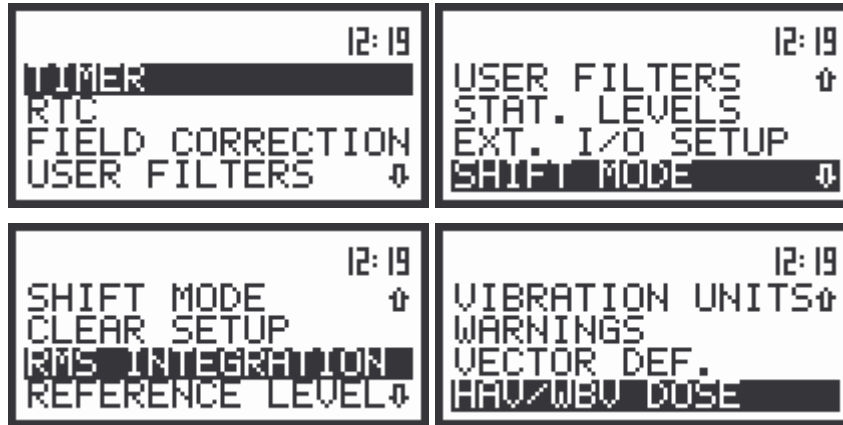 12:19
TIMER
RTC
FIELD CORRECTION
USER FILTERS
12:19
USER FILTERS
STAT. LEVELS
EXT. I/O SETUP
SHIFT MODE
12:19
SHIFT MODE
CLEAR SETUP
RMS INTEGRATION
REFERENCE LEVEL
12:19
VIBRATION UNITS
WARNINGS
VECTOR DEF.
HAV/WBV DOSE